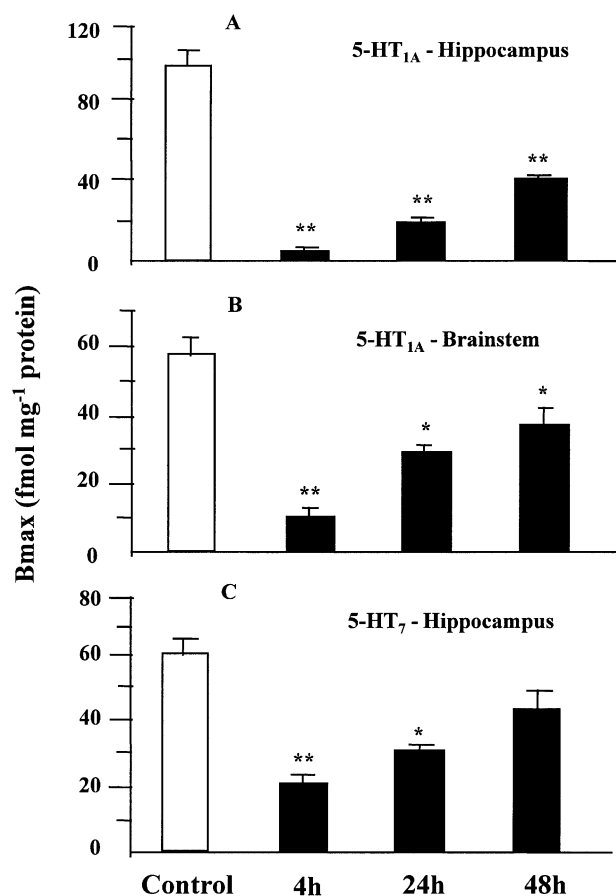 Bmax (fmol mg⁻¹ protein)
A
5-HT₁A - Hippocampus
120
80
40
0
**
**
**
B
5-HT₁A - Brainstem
60
40
20
0
**
*
*
C
5-HT₇ - Hippocampus
80
60
40
20
0
**
*
Control 4h 24h 48h